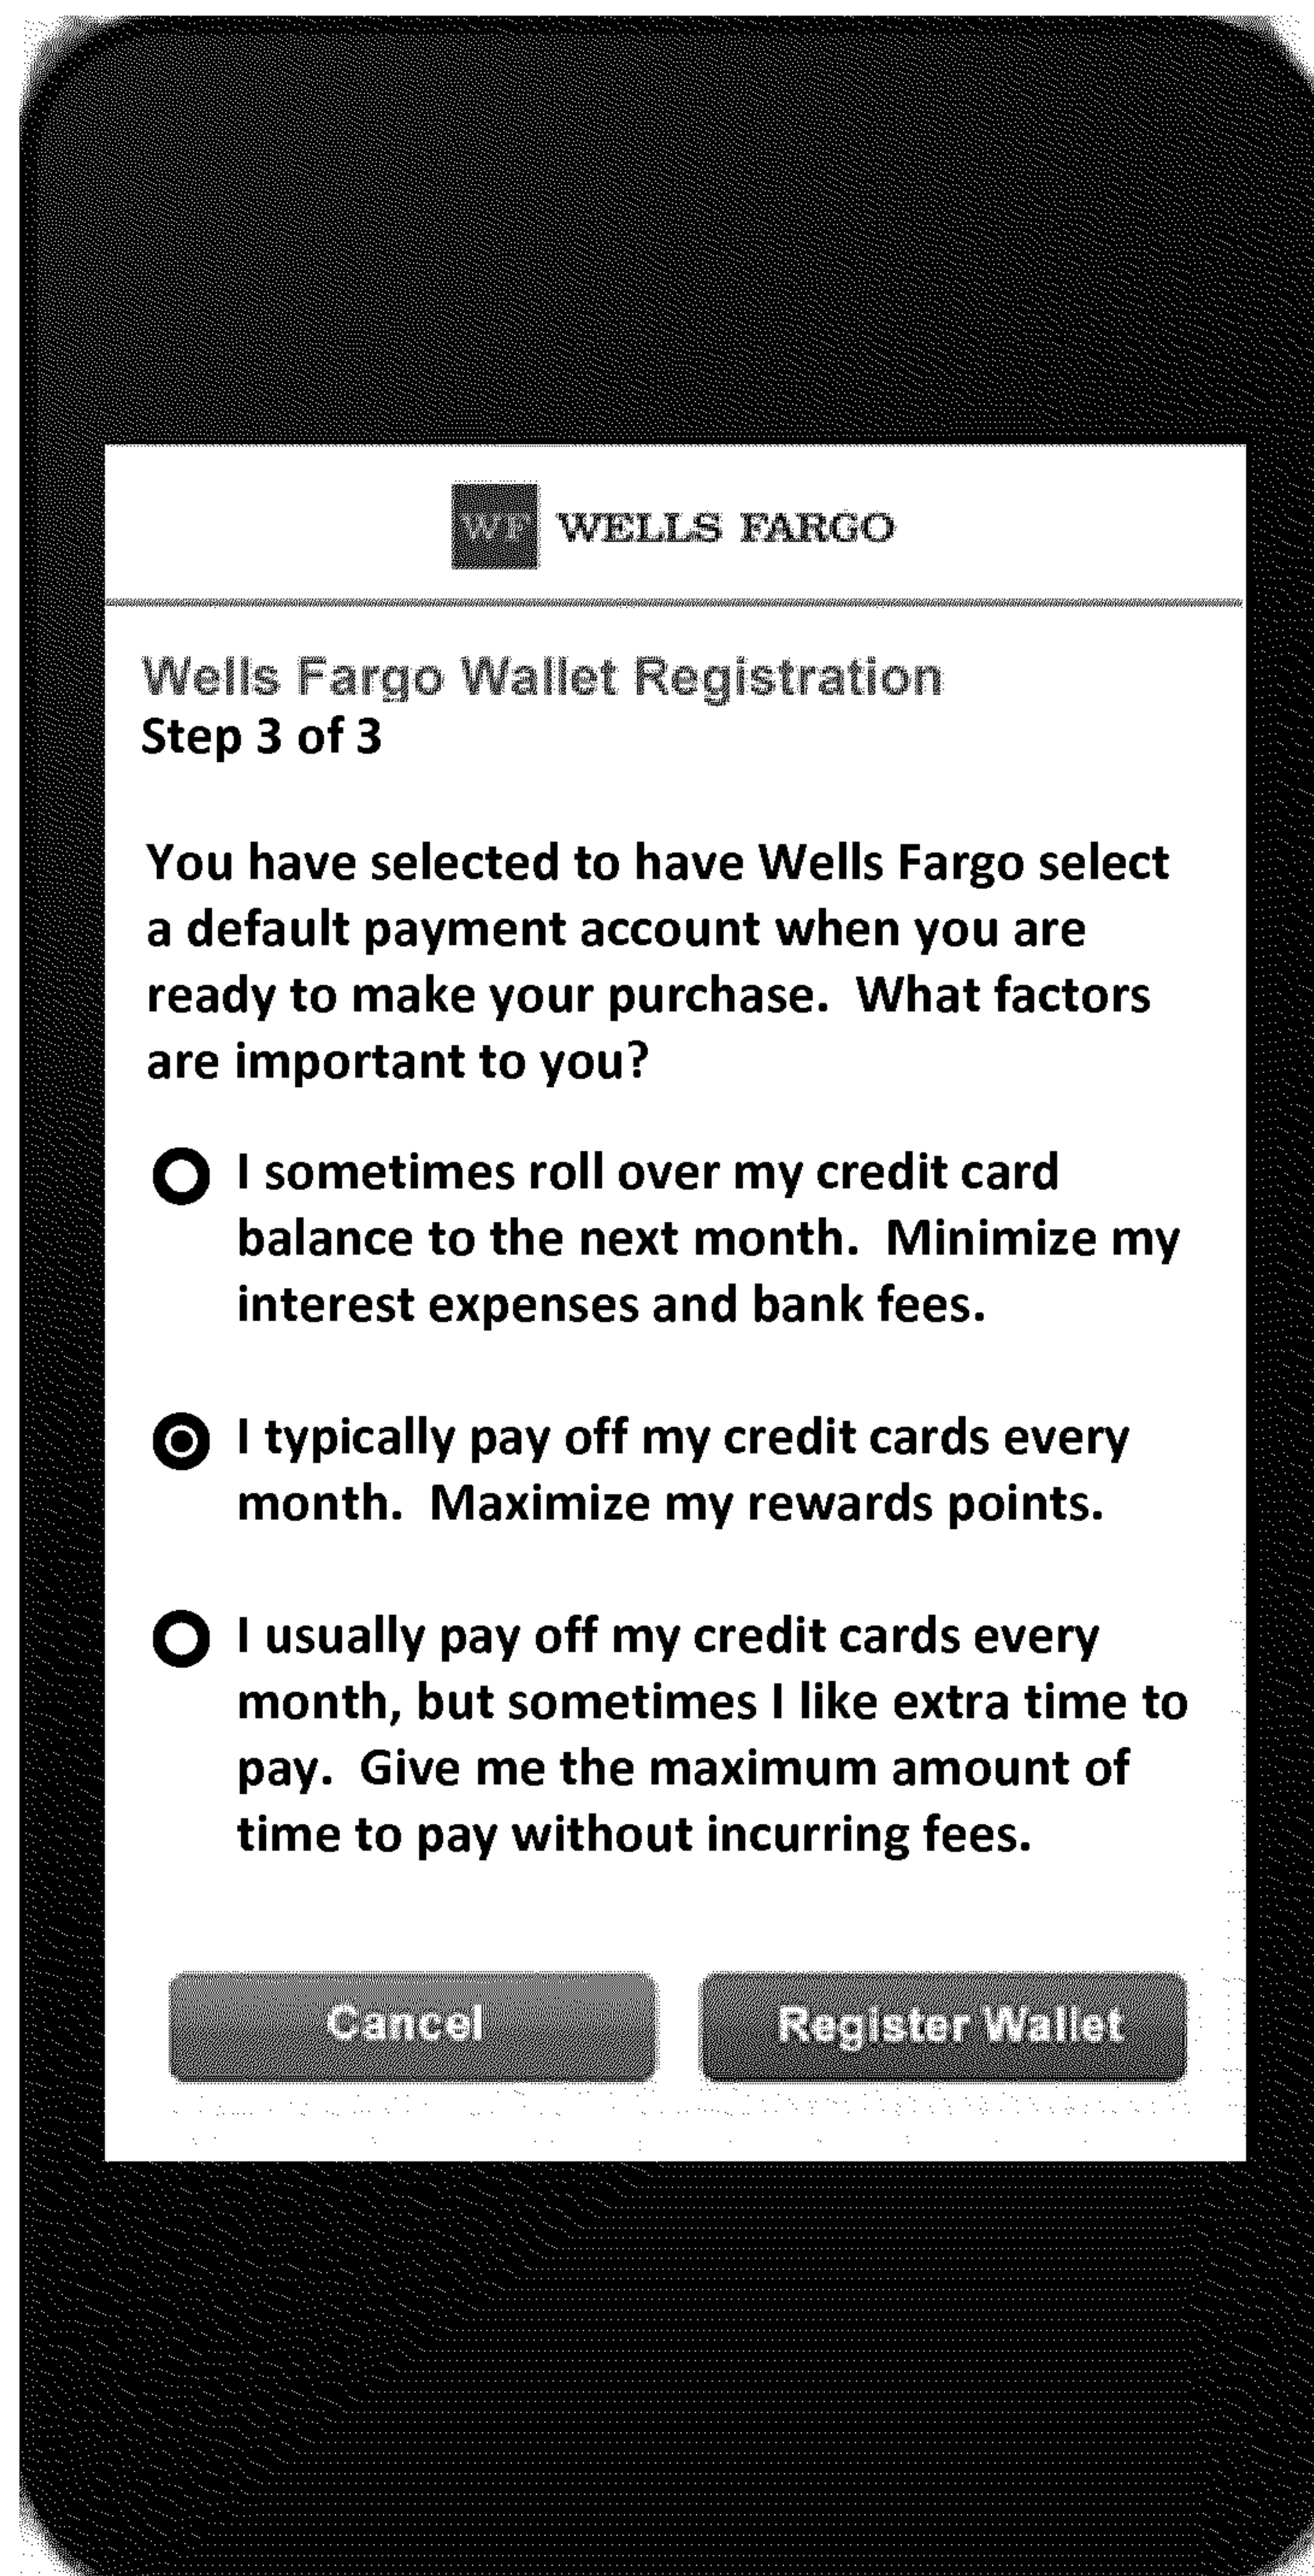 WF WELLS FARGO
Wells Fargo Wallet Registration
Step 3 of 3
You have selected to have Wells Fargo select
a default payment account when you are
ready to make your purchase.  What factors
are important to you?
I sometimes roll over my credit card
balance to the next month.  Minimize my
interest expenses and bank fees.
I typically pay off my credit cards every
month.  Maximize my rewards points.
I usually pay off my credit cards every
month, but sometimes I like extra time to
pay.  Give me the maximum amount of
time to pay without incurring fees.
Cancel Register Wallet